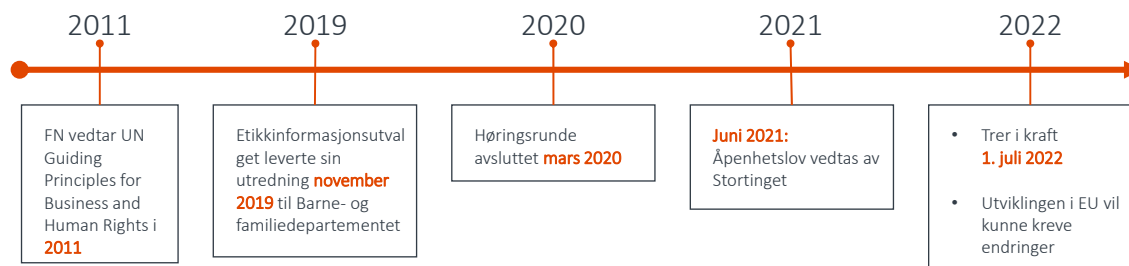 2011
2019
2020
2021
2022
FN vedtar UN
Guiding
Principles for
Business and
Human Rights i
2011
Etikkinformasjonsutval
get leverte sin
utredning november
2019 til Barne- og
familiedepartementet
Høringsrunde
avsluttet mars 2020
Juni 2021:
Åpenhetslov vedtas av
Stortinget
• Trer i kraft
1. juli 2022
• Utviklingen i EU vil
kunne kreve
endringer